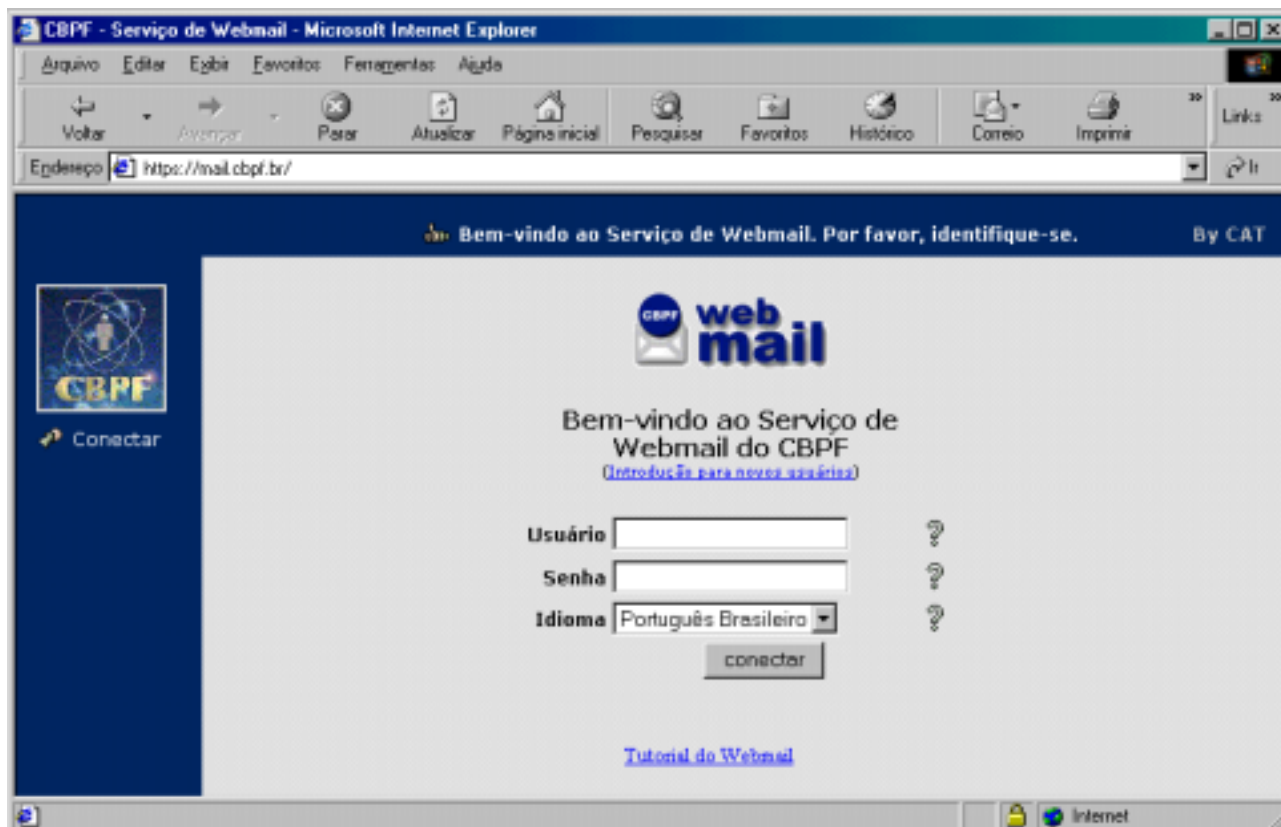 CBPF - Serviço de Webmail - Microsoft Internet Explorer
Arquivo Editar Exibir Favoritos Ferramentas Ajuda
Voltar Avançar Parar Atualizar Página inicial Pesquisar Favoritos Histórico Correio Imprimir Links
Endereço https://mail.cbpf.br/ Ir
Bem-vindo ao Serviço de Webmail. Por favor, identifique-se. By CAT
CBPF
web
mail
CBPF
Conectar
Bem-vindo ao Serviço de
Webmail do CBPF
(Introdução para novos usuários)
Usuário
Senha
Idioma Português Brasileiro
conectar
Tutorial do Webmail
Internet